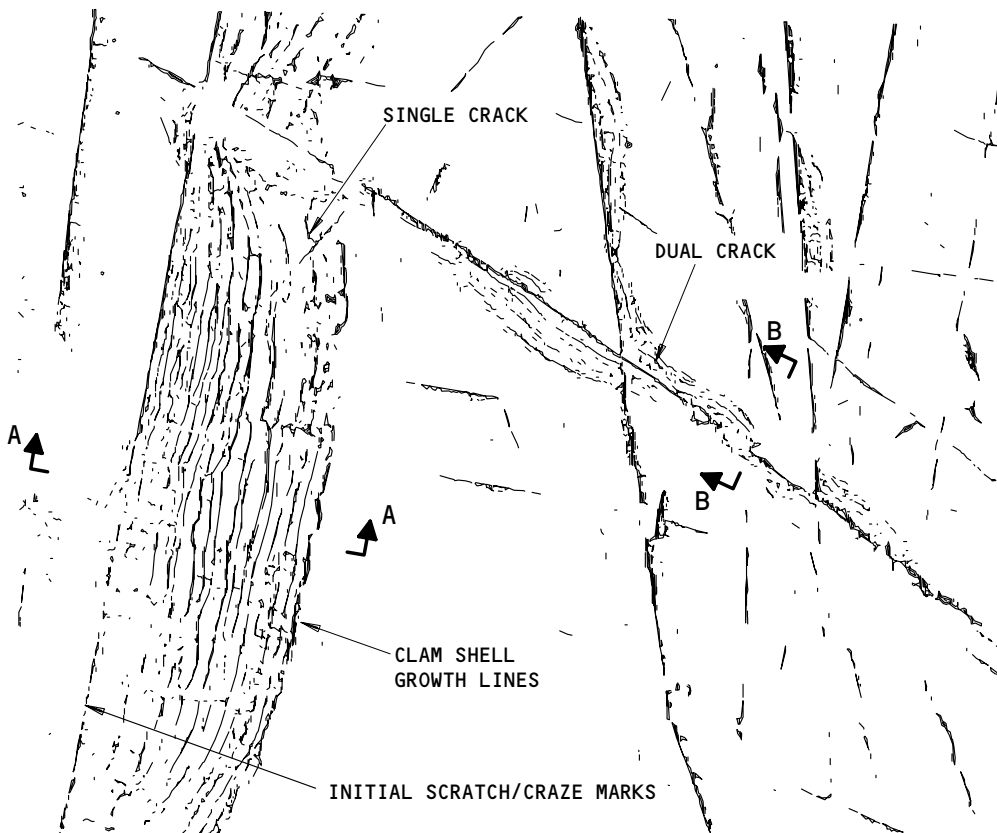 SINGLE CRACK
DUAL CRACK
B
A
B
A
CLAM SHELL
GROWTH LINES
INITIAL SCRATCH/CRAZE MARKS